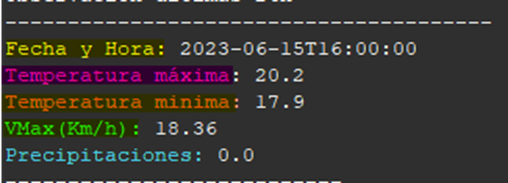 ----------------------------------------
Fecha y Hora: 2023-06-15T16:00:00
Temperatura máxima: 20.2
Temperatura minima: 17.9
VMax(Km/h): 18.36
Precipitaciones: 0.0
----------------------------